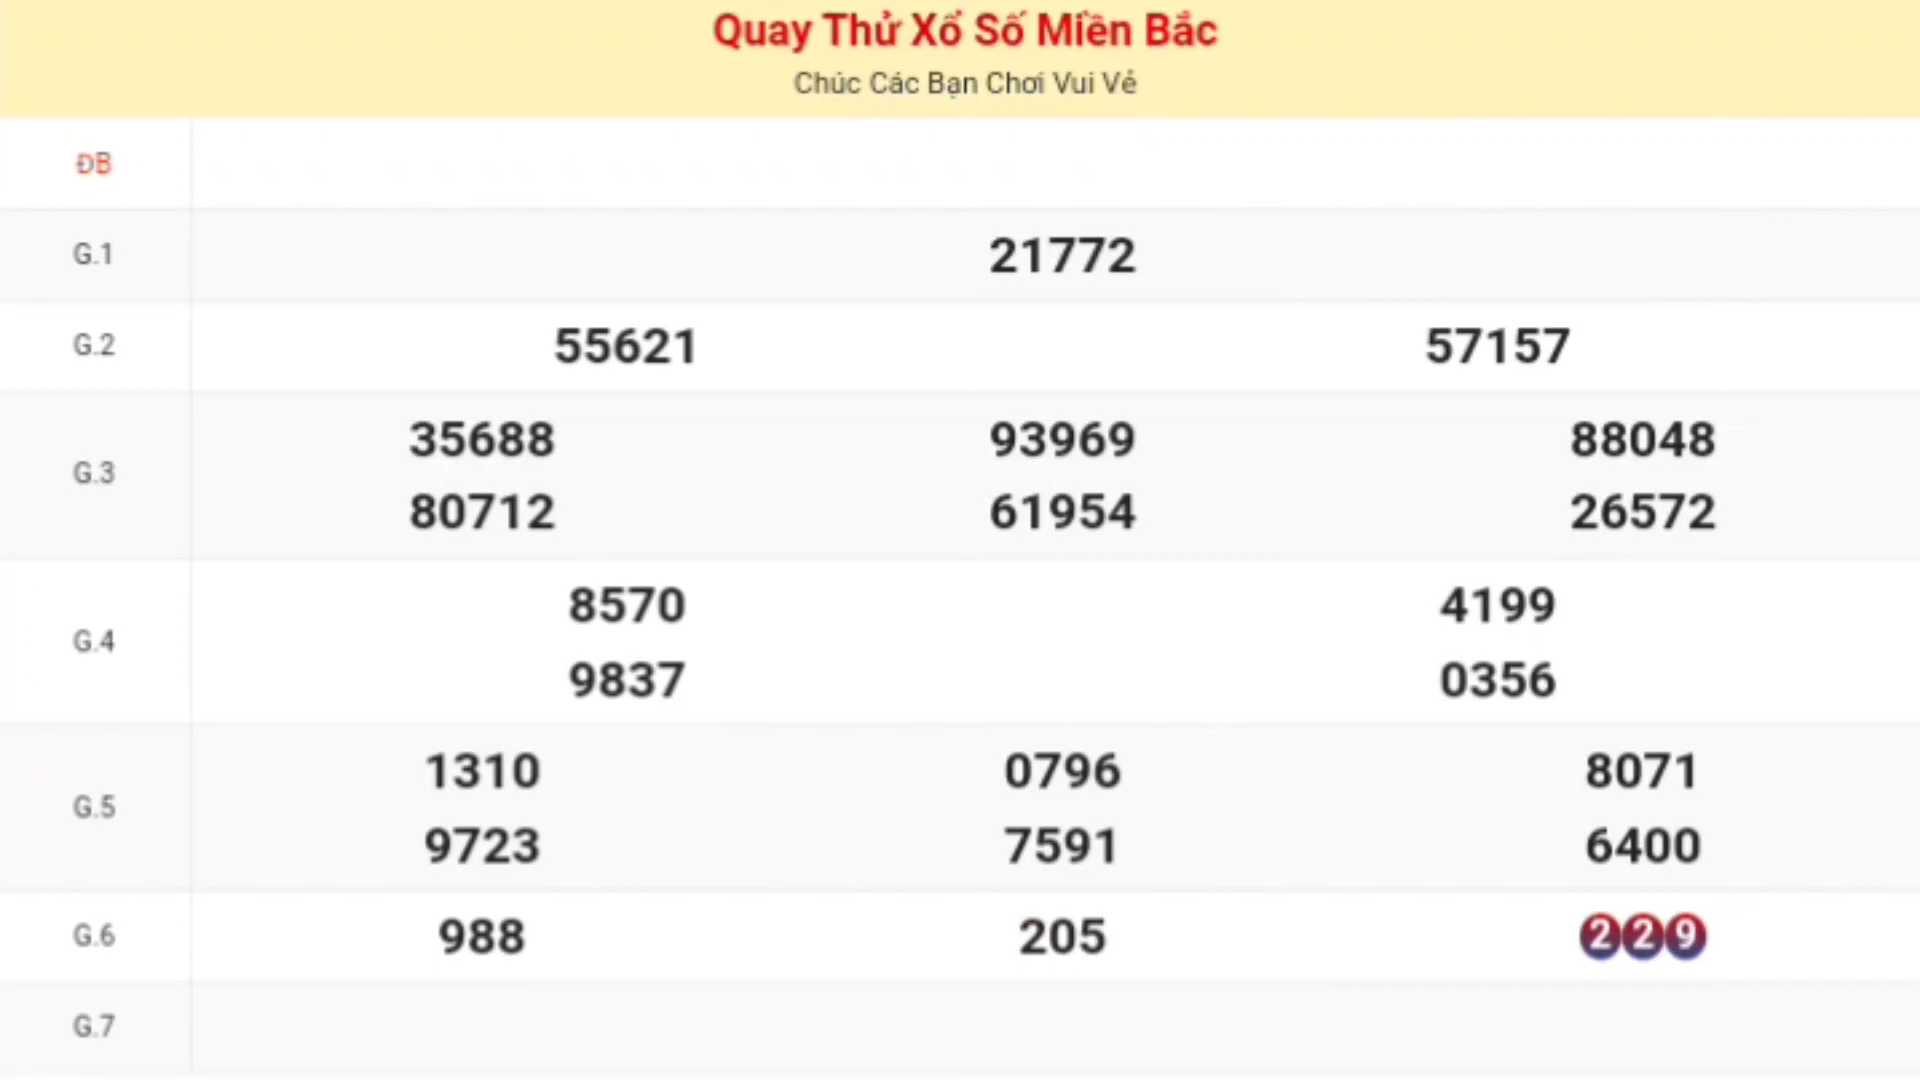 Quay Thử Xổ Số Miền Bắc
Chúc Các Bạn Chơi Vui Vẻ
ĐB
G.1 21772
G.2 55621 57157
G.3 35688 93969 88048
80712 61954 26572
G.4 8570 4199
9837 0356
G.5 1310 0796 8071
9723 7591 6400
G.6 988 205 229
G.7